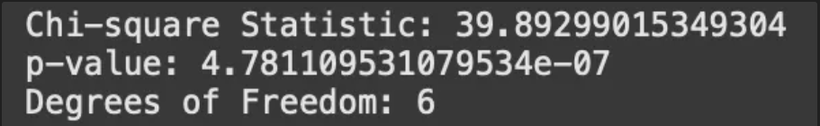 Chi-square Statistic: 39.89299015349304
p-value: 4.781109531079534e-07
Degrees of Freedom: 6